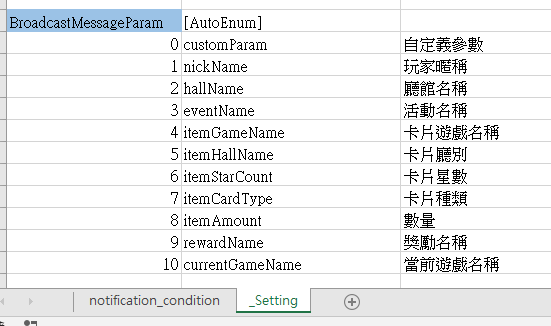 BroadcastMessageParam [AutoEnum]
0 customParam 自定義參數
1 nickName 玩家暱稱
2 hallName 廳館名稱
3 eventName 活動名稱
4 itemGameName 卡片遊戲名稱
5 itemHallName 卡片廳別
6 itemStarCount 卡片星數
7 itemCardType 卡片種類
8 itemAmount 數量
9 rewardName 獎勵名稱
10 currentGameName 當前遊戲名稱
notification_condition _Setting